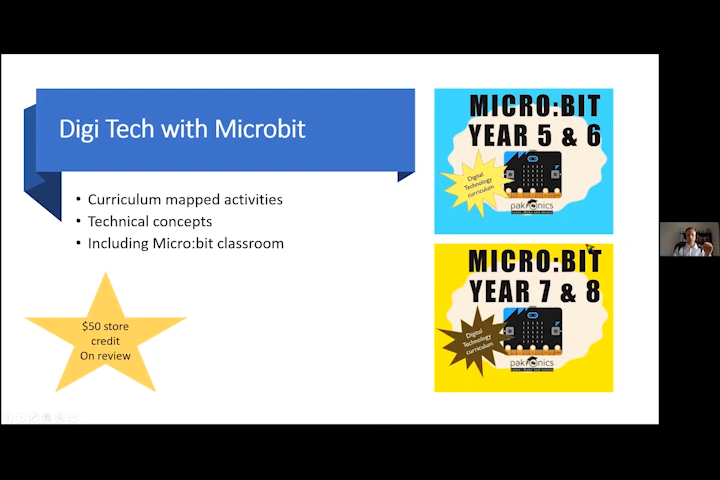 Digi Tech with Microbit
• Curriculum mapped activities
• Technical concepts
• Including Micro:bit classroom
$50 store
credit
On review
MICRO:BIT
YEAR 5 & 6
Digital
Technology
curriculum
pakronics
MICRO:BIT
YEAR 7 & 8
Digital
Technology
curriculum
pakronics